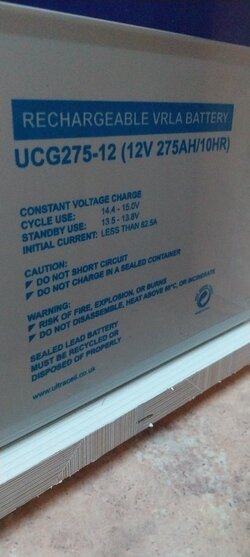 RECHARGEABLE VRLA BATTERY
UCG275-12 (12V 275AH/10HR)
CONSTANT VOLTAGE CHARGE
CYCLE USE: 14.4 - 15.0V
STANDBY USE: 13.5 - 13.8V
INITIAL CURRENT: LESS THAN 82.5A
CAUTION:
DO NOT SHORT CIRCUIT
DO NOT CHARGE IN A SEALED CONTAINER
WARNING:
RISK OF FIRE, EXPLOSION, OR BURNS
DO NOT DISASSEMBLE, HEAT ABOVE 60°C, OR INCINERATE
SEALED LEAD BATTERY
MUST BE RECYCLED OR
DISPOSED OF PROPERLY
www.ultracell.co.uk